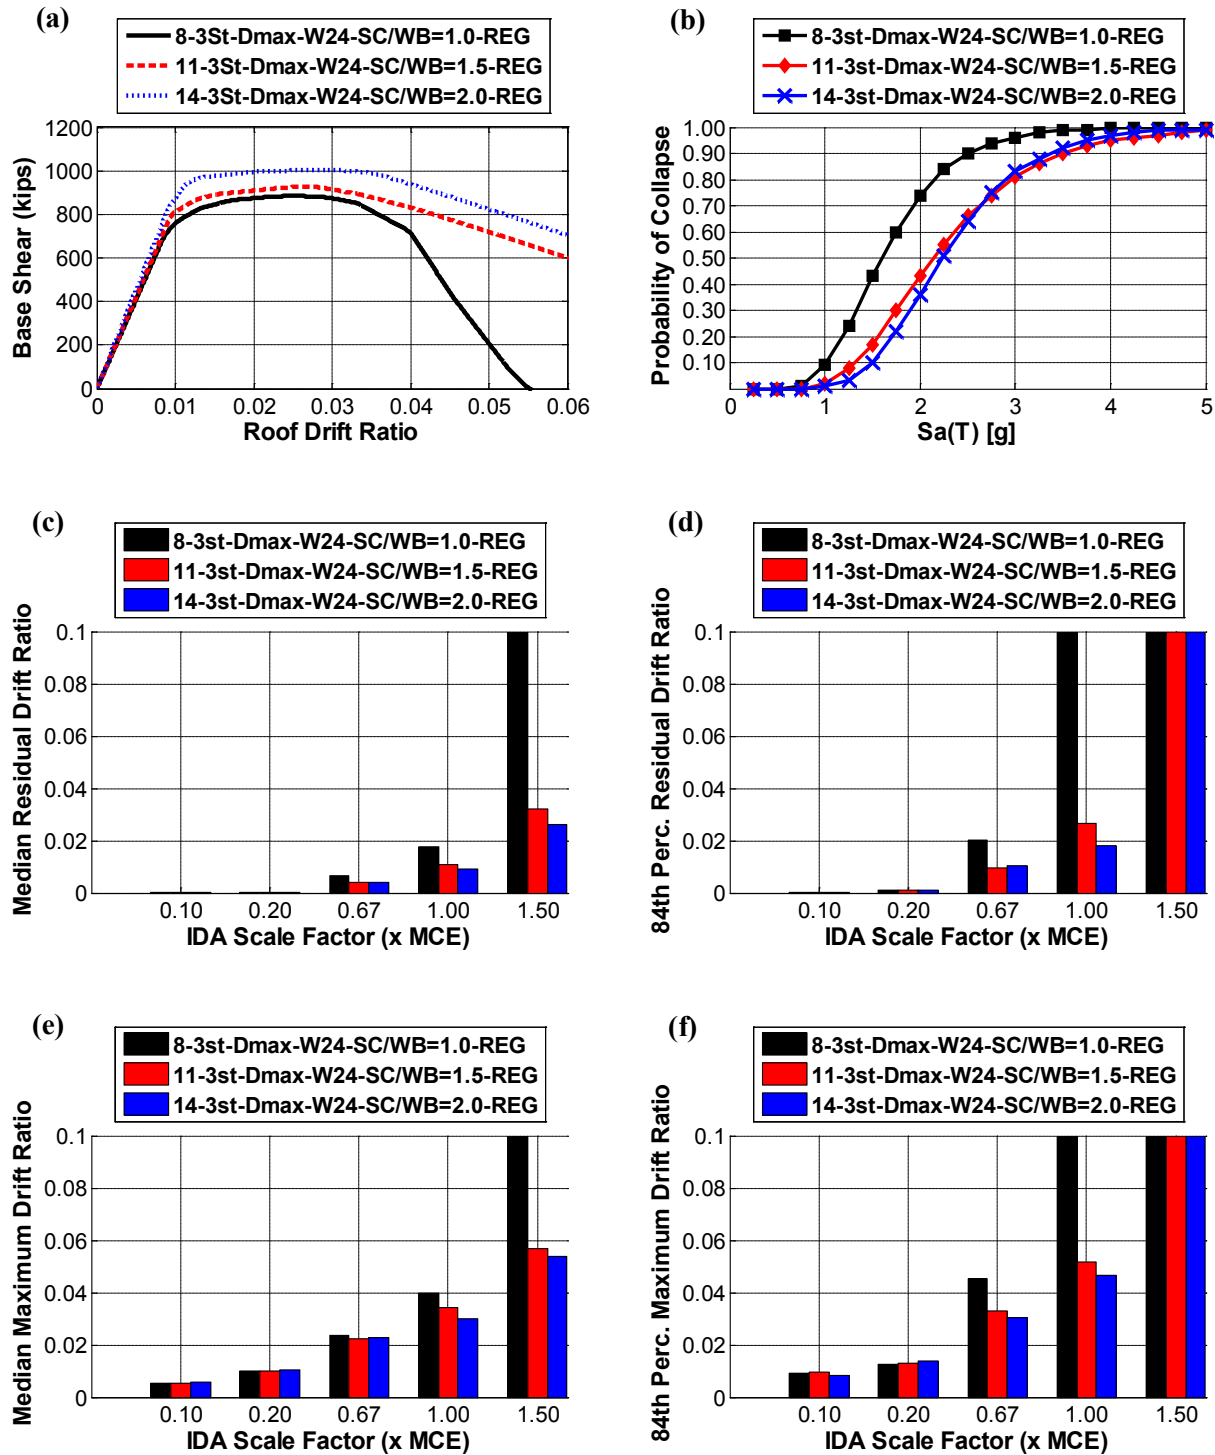 (a)
8-3St-Dmax-W24-SC/WB=1.0-REG
11-3St-Dmax-W24-SC/WB=1.5-REG
14-3St-Dmax-W24-SC/WB=2.0-REG
Base Shear (kips)
1200
1000
800
600
400
200
0
0 0.01 0.02 0.03 0.04 0.05 0.06
Roof Drift Ratio
(b)
8-3st-Dmax-W24-SC/WB=1.0-REG
11-3st-Dmax-W24-SC/WB=1.5-REG
14-3st-Dmax-W24-SC/WB=2.0-REG
Probability of Collapse
1.00
0.90
0.80
0.70
0.60
0.50
0.40
0.30
0.20
0.10
0 1 2 3 4 5
Sa(T) [g]
(c)
8-3st-Dmax-W24-SC/WB=1.0-REG
11-3st-Dmax-W24-SC/WB=1.5-REG
14-3st-Dmax-W24-SC/WB=2.0-REG
Median Residual Drift Ratio
0.1
0.08
0.06
0.04
0.02
0
0.10 0.20 0.67 1.00 1.50
IDA Scale Factor (x MCE)
(d)
8-3st-Dmax-W24-SC/WB=1.0-REG
11-3st-Dmax-W24-SC/WB=1.5-REG
14-3st-Dmax-W24-SC/WB=2.0-REG
84th Perc. Residual Drift Ratio
0.1
0.08
0.06
0.04
0.02
0
0.10 0.20 0.67 1.00 1.50
IDA Scale Factor (x MCE)
(e)
8-3st-Dmax-W24-SC/WB=1.0-REG
11-3st-Dmax-W24-SC/WB=1.5-REG
14-3st-Dmax-W24-SC/WB=2.0-REG
Median Maximum Drift Ratio
0.1
0.08
0.06
0.04
0.02
0
0.10 0.20 0.67 1.00 1.50
IDA Scale Factor (x MCE)
(f)
8-3st-Dmax-W24-SC/WB=1.0-REG
11-3st-Dmax-W24-SC/WB=1.5-REG
14-3st-Dmax-W24-SC/WB=2.0-REG
84th Perc. Maximum Drift Ratio
0.1
0.08
0.06
0.04
0.02
0
0.10 0.20 0.67 1.00 1.50
IDA Scale Factor (x MCE)